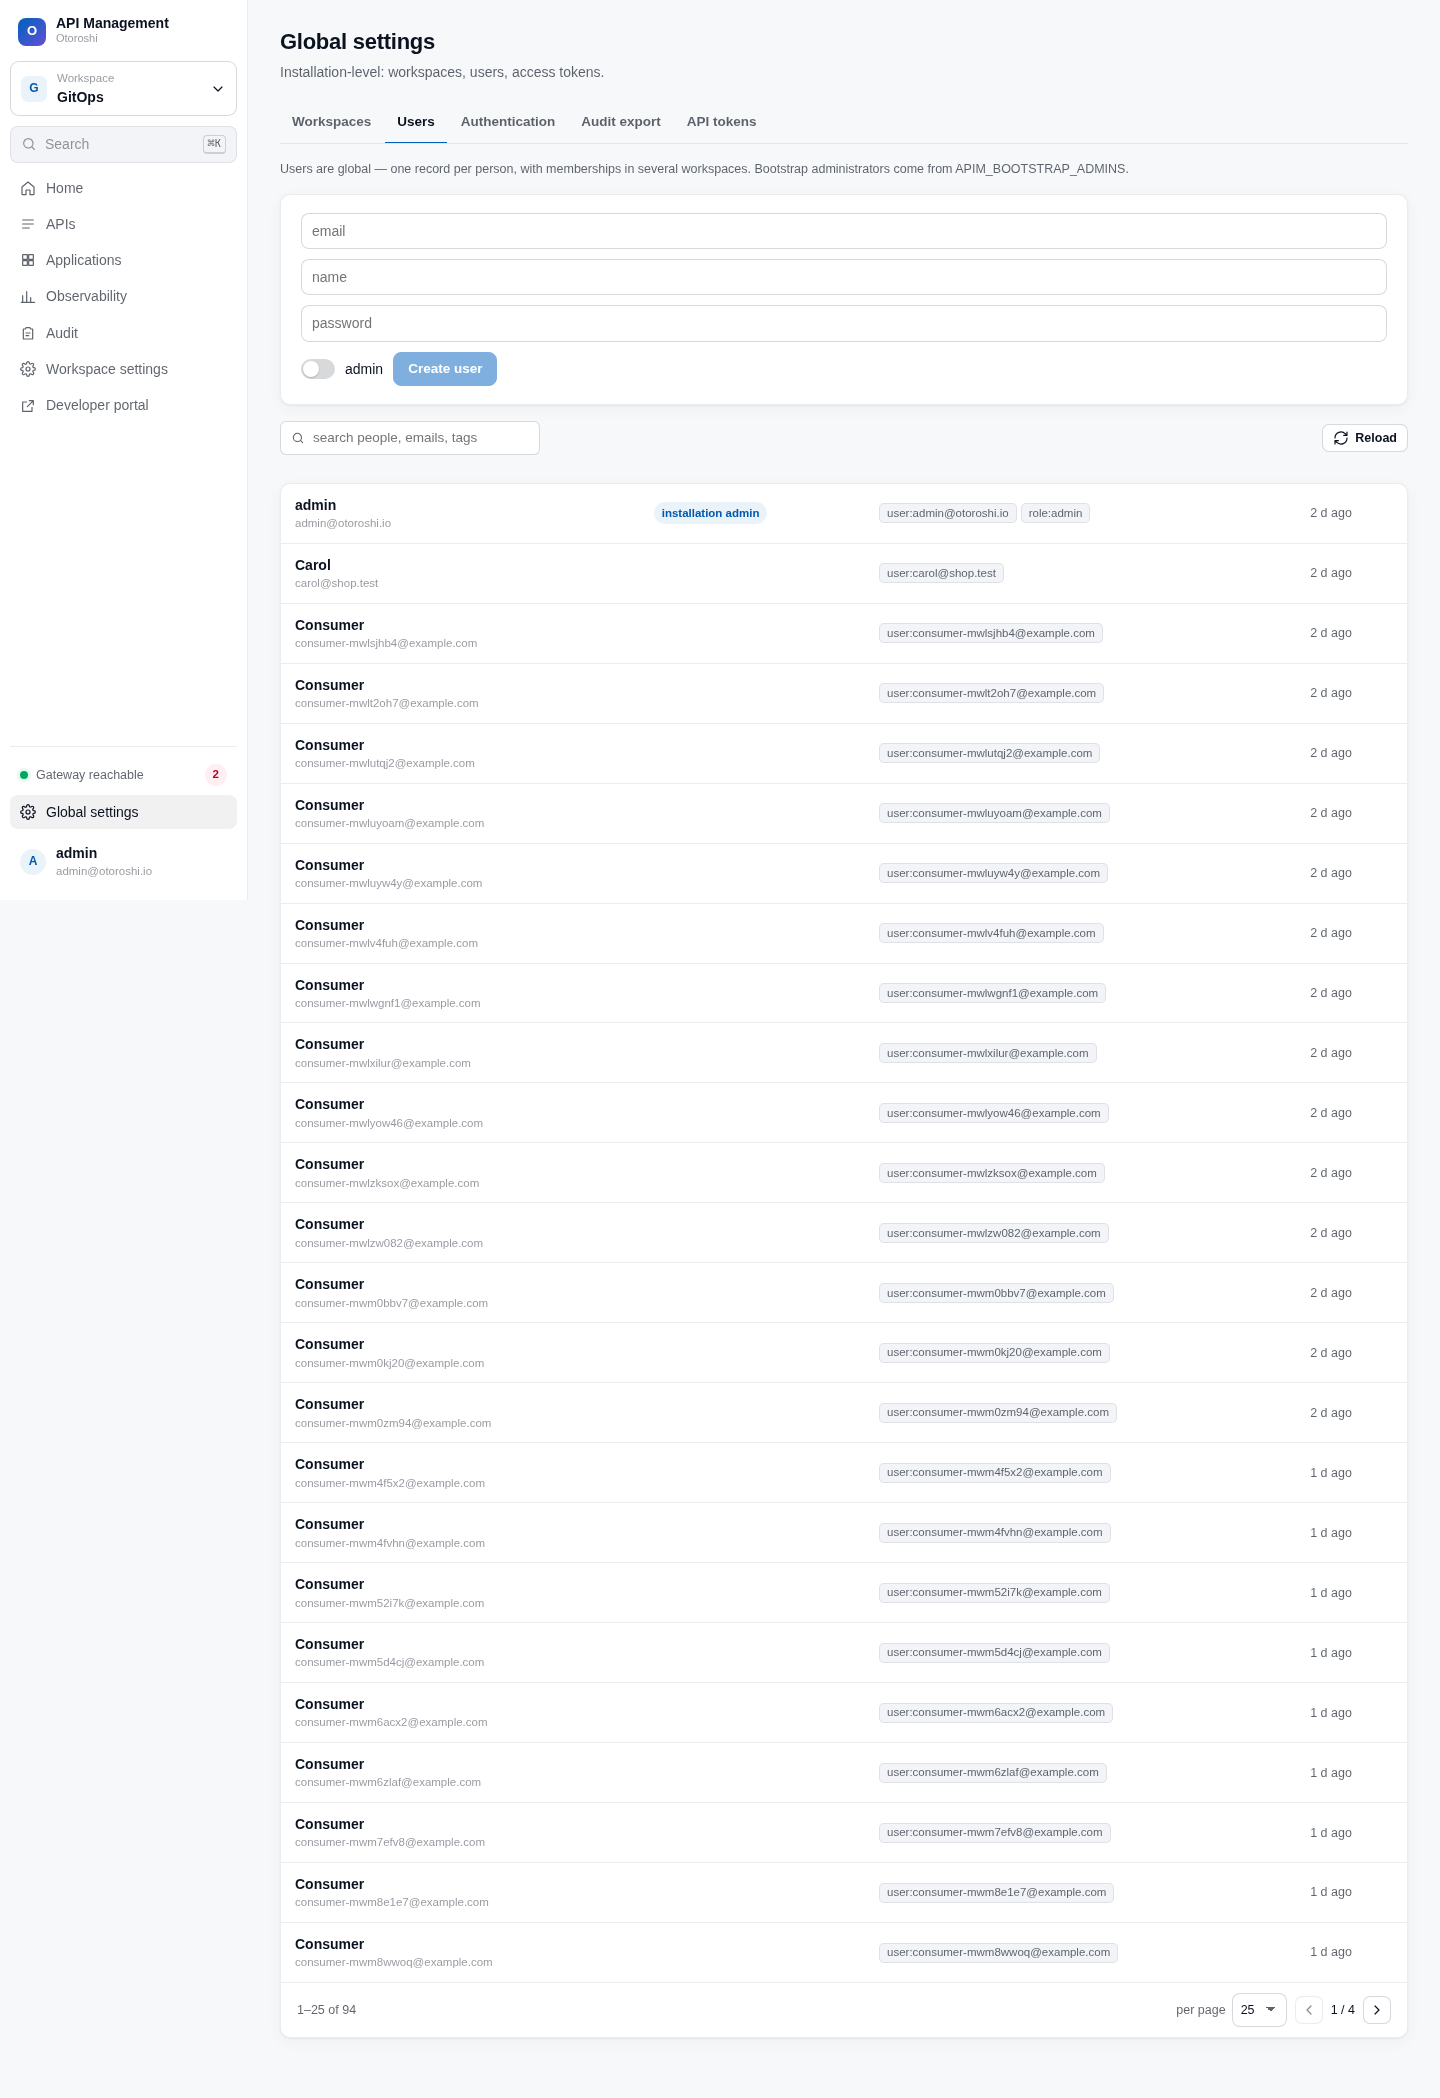 O
API Management
Otoroshi
G
Workspace
GitOps
Search
⌘K
Home
APIs
Applications
Observability
Audit
Workspace settings
Developer portal
Gateway reachable
2
Global settings
A
admin
admin@otoroshi.io
Global settings
Installation-level: workspaces, users, access tokens.
Workspaces Users Authentication Audit export API tokens
Users are global — one record per person, with memberships in several workspaces. Bootstrap administrators come from APIM_BOOTSTRAP_ADMINS.
email
name
password
admin Create user
search people, emails, tags
Reload
admin
admin@otoroshi.io
installation admin
user:admin@otoroshi.io role:admin
2 d ago
Carol
carol@shop.test
user:carol@shop.test
2 d ago
Consumer
consumer-mwlsjhb4@example.com
user:consumer-mwlsjhb4@example.com
2 d ago
Consumer
consumer-mwlt2oh7@example.com
user:consumer-mwlt2oh7@example.com
2 d ago
Consumer
consumer-mwlutqj2@example.com
user:consumer-mwlutqj2@example.com
2 d ago
Consumer
consumer-mwluyoam@example.com
user:consumer-mwluyoam@example.com
2 d ago
Consumer
consumer-mwluyw4y@example.com
user:consumer-mwluyw4y@example.com
2 d ago
Consumer
consumer-mwlv4fuh@example.com
user:consumer-mwlv4fuh@example.com
2 d ago
Consumer
consumer-mwlwgnf1@example.com
user:consumer-mwlwgnf1@example.com
2 d ago
Consumer
consumer-mwlxilur@example.com
user:consumer-mwlxilur@example.com
2 d ago
Consumer
consumer-mwlyow46@example.com
user:consumer-mwlyow46@example.com
2 d ago
Consumer
consumer-mwlzksox@example.com
user:consumer-mwlzksox@example.com
2 d ago
Consumer
consumer-mwlzw082@example.com
user:consumer-mwlzw082@example.com
2 d ago
Consumer
consumer-mwm0bbv7@example.com
user:consumer-mwm0bbv7@example.com
2 d ago
Consumer
consumer-mwm0kj20@example.com
user:consumer-mwm0kj20@example.com
2 d ago
Consumer
consumer-mwm0zm94@example.com
user:consumer-mwm0zm94@example.com
2 d ago
Consumer
consumer-mwm4f5x2@example.com
user:consumer-mwm4f5x2@example.com
1 d ago
Consumer
consumer-mwm4fvhn@example.com
user:consumer-mwm4fvhn@example.com
1 d ago
Consumer
consumer-mwm52i7k@example.com
user:consumer-mwm52i7k@example.com
1 d ago
Consumer
consumer-mwm5d4cj@example.com
user:consumer-mwm5d4cj@example.com
1 d ago
Consumer
consumer-mwm6acx2@example.com
user:consumer-mwm6acx2@example.com
1 d ago
Consumer
consumer-mwm6zlaf@example.com
user:consumer-mwm6zlaf@example.com
1 d ago
Consumer
consumer-mwm7efv8@example.com
user:consumer-mwm7efv8@example.com
1 d ago
Consumer
consumer-mwm8e1e7@example.com
user:consumer-mwm8e1e7@example.com
1 d ago
Consumer
consumer-mwm8wwoq@example.com
user:consumer-mwm8wwoq@example.com
1 d ago
1–25 of 94
per page 25 1 / 4